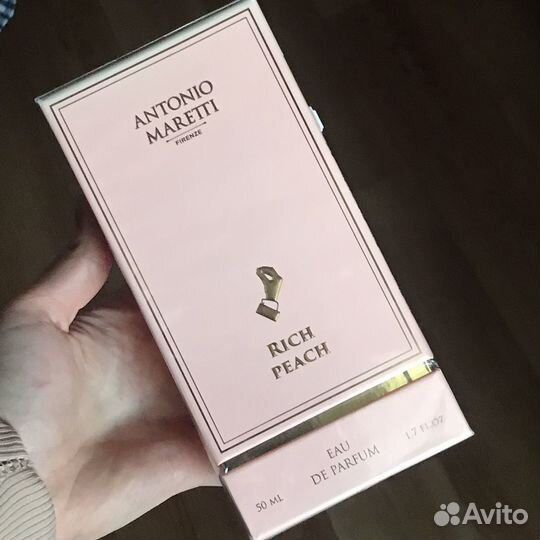 ANTONIO
MARETTI
FIRENZE
RICH
PEACH
EAU
DE PARFUM
50 ML
1.7 FL.OZ
Avito